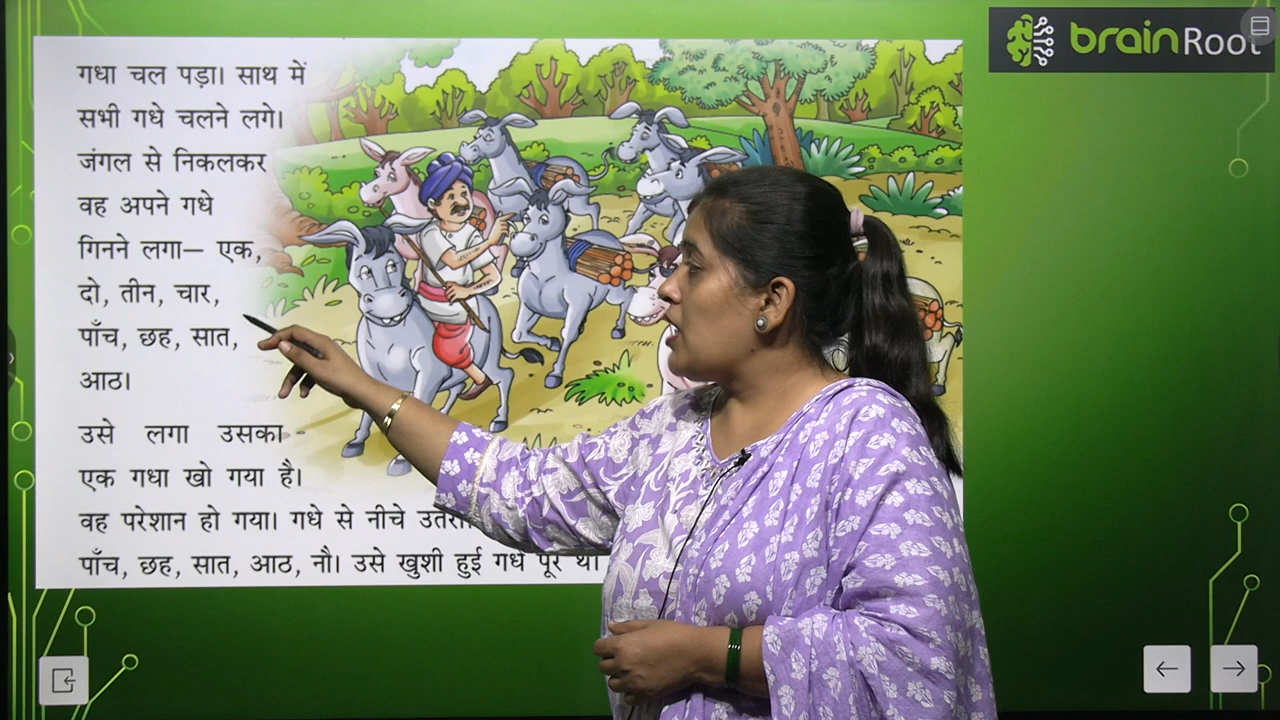 गधा चल पड़ा। साथ में
सभी गधे चलने लगे।
जंगल से निकलकर
वह अपने गधे
गिनने लगा— एक,
दो, तीन, चार,
पाँच, छह, सात,
आठ।
उसे लगा उसका
एक गधा खो गया है।
वह परेशान हो गया। गधे से नीचे
पाँच, छह, सात, आठ, नौ। उसे खुशी हुई गधे पूरे थे
brainRoot